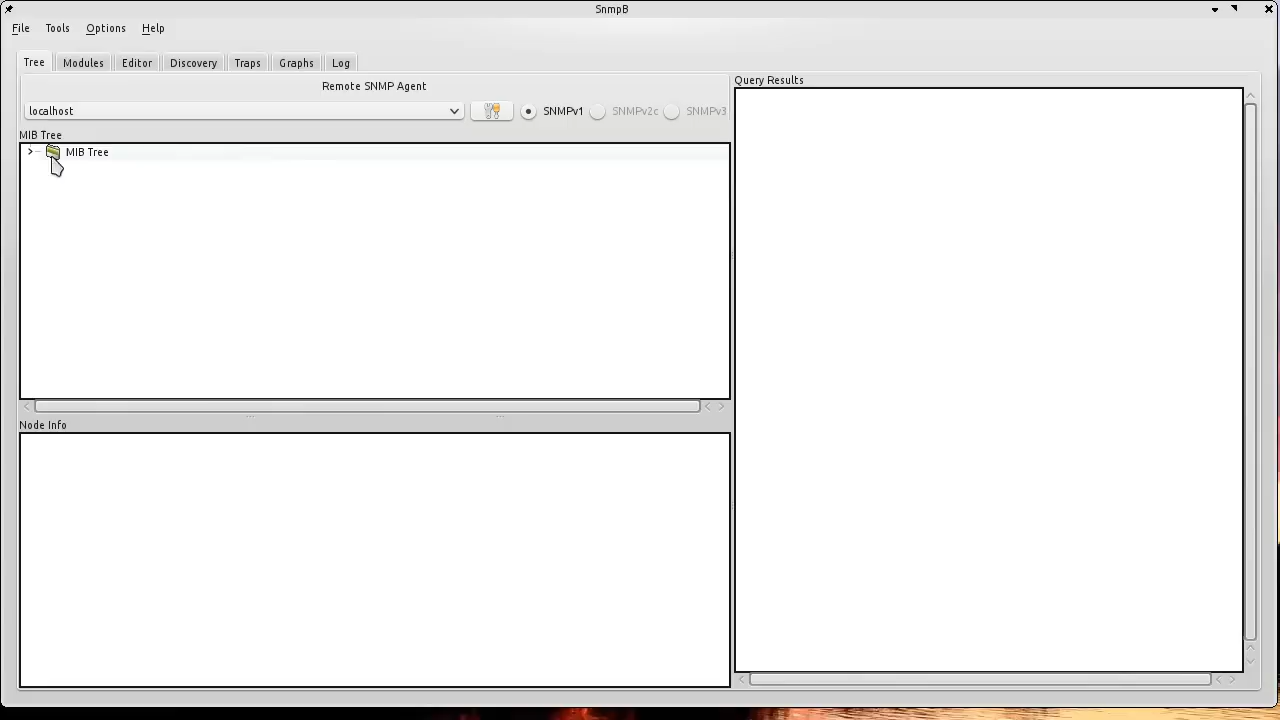 SnmpB
File Tools Options Help
Tree Modules Editor Discovery Traps Graphs Log
Remote SNMP Agent
localhost
SNMPv1 SNMPv2c SNMPv3
MIB Tree
MIB Tree
Node Info
Query Results